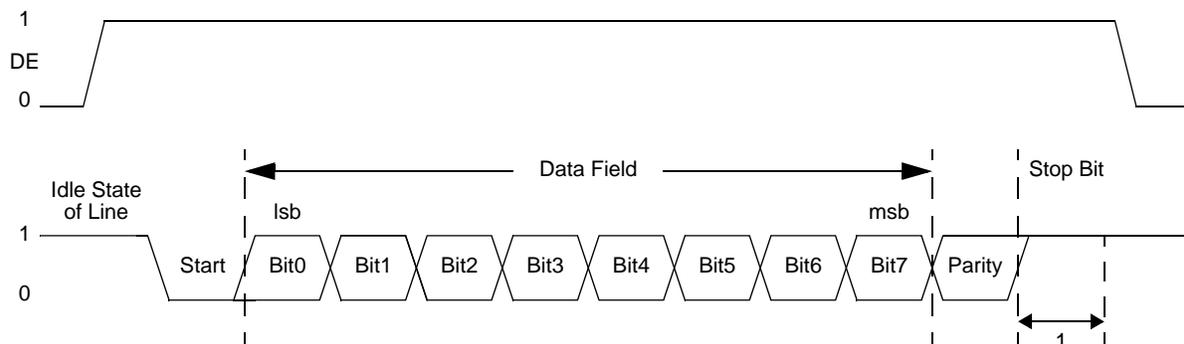 1
DE
0
Data Field
Stop Bit
Idle State
of Line
lsb
msb
1
Start
Bit0
Bit1
Bit2
Bit3
Bit4
Bit5
Bit6
Bit7
Parity
0
1